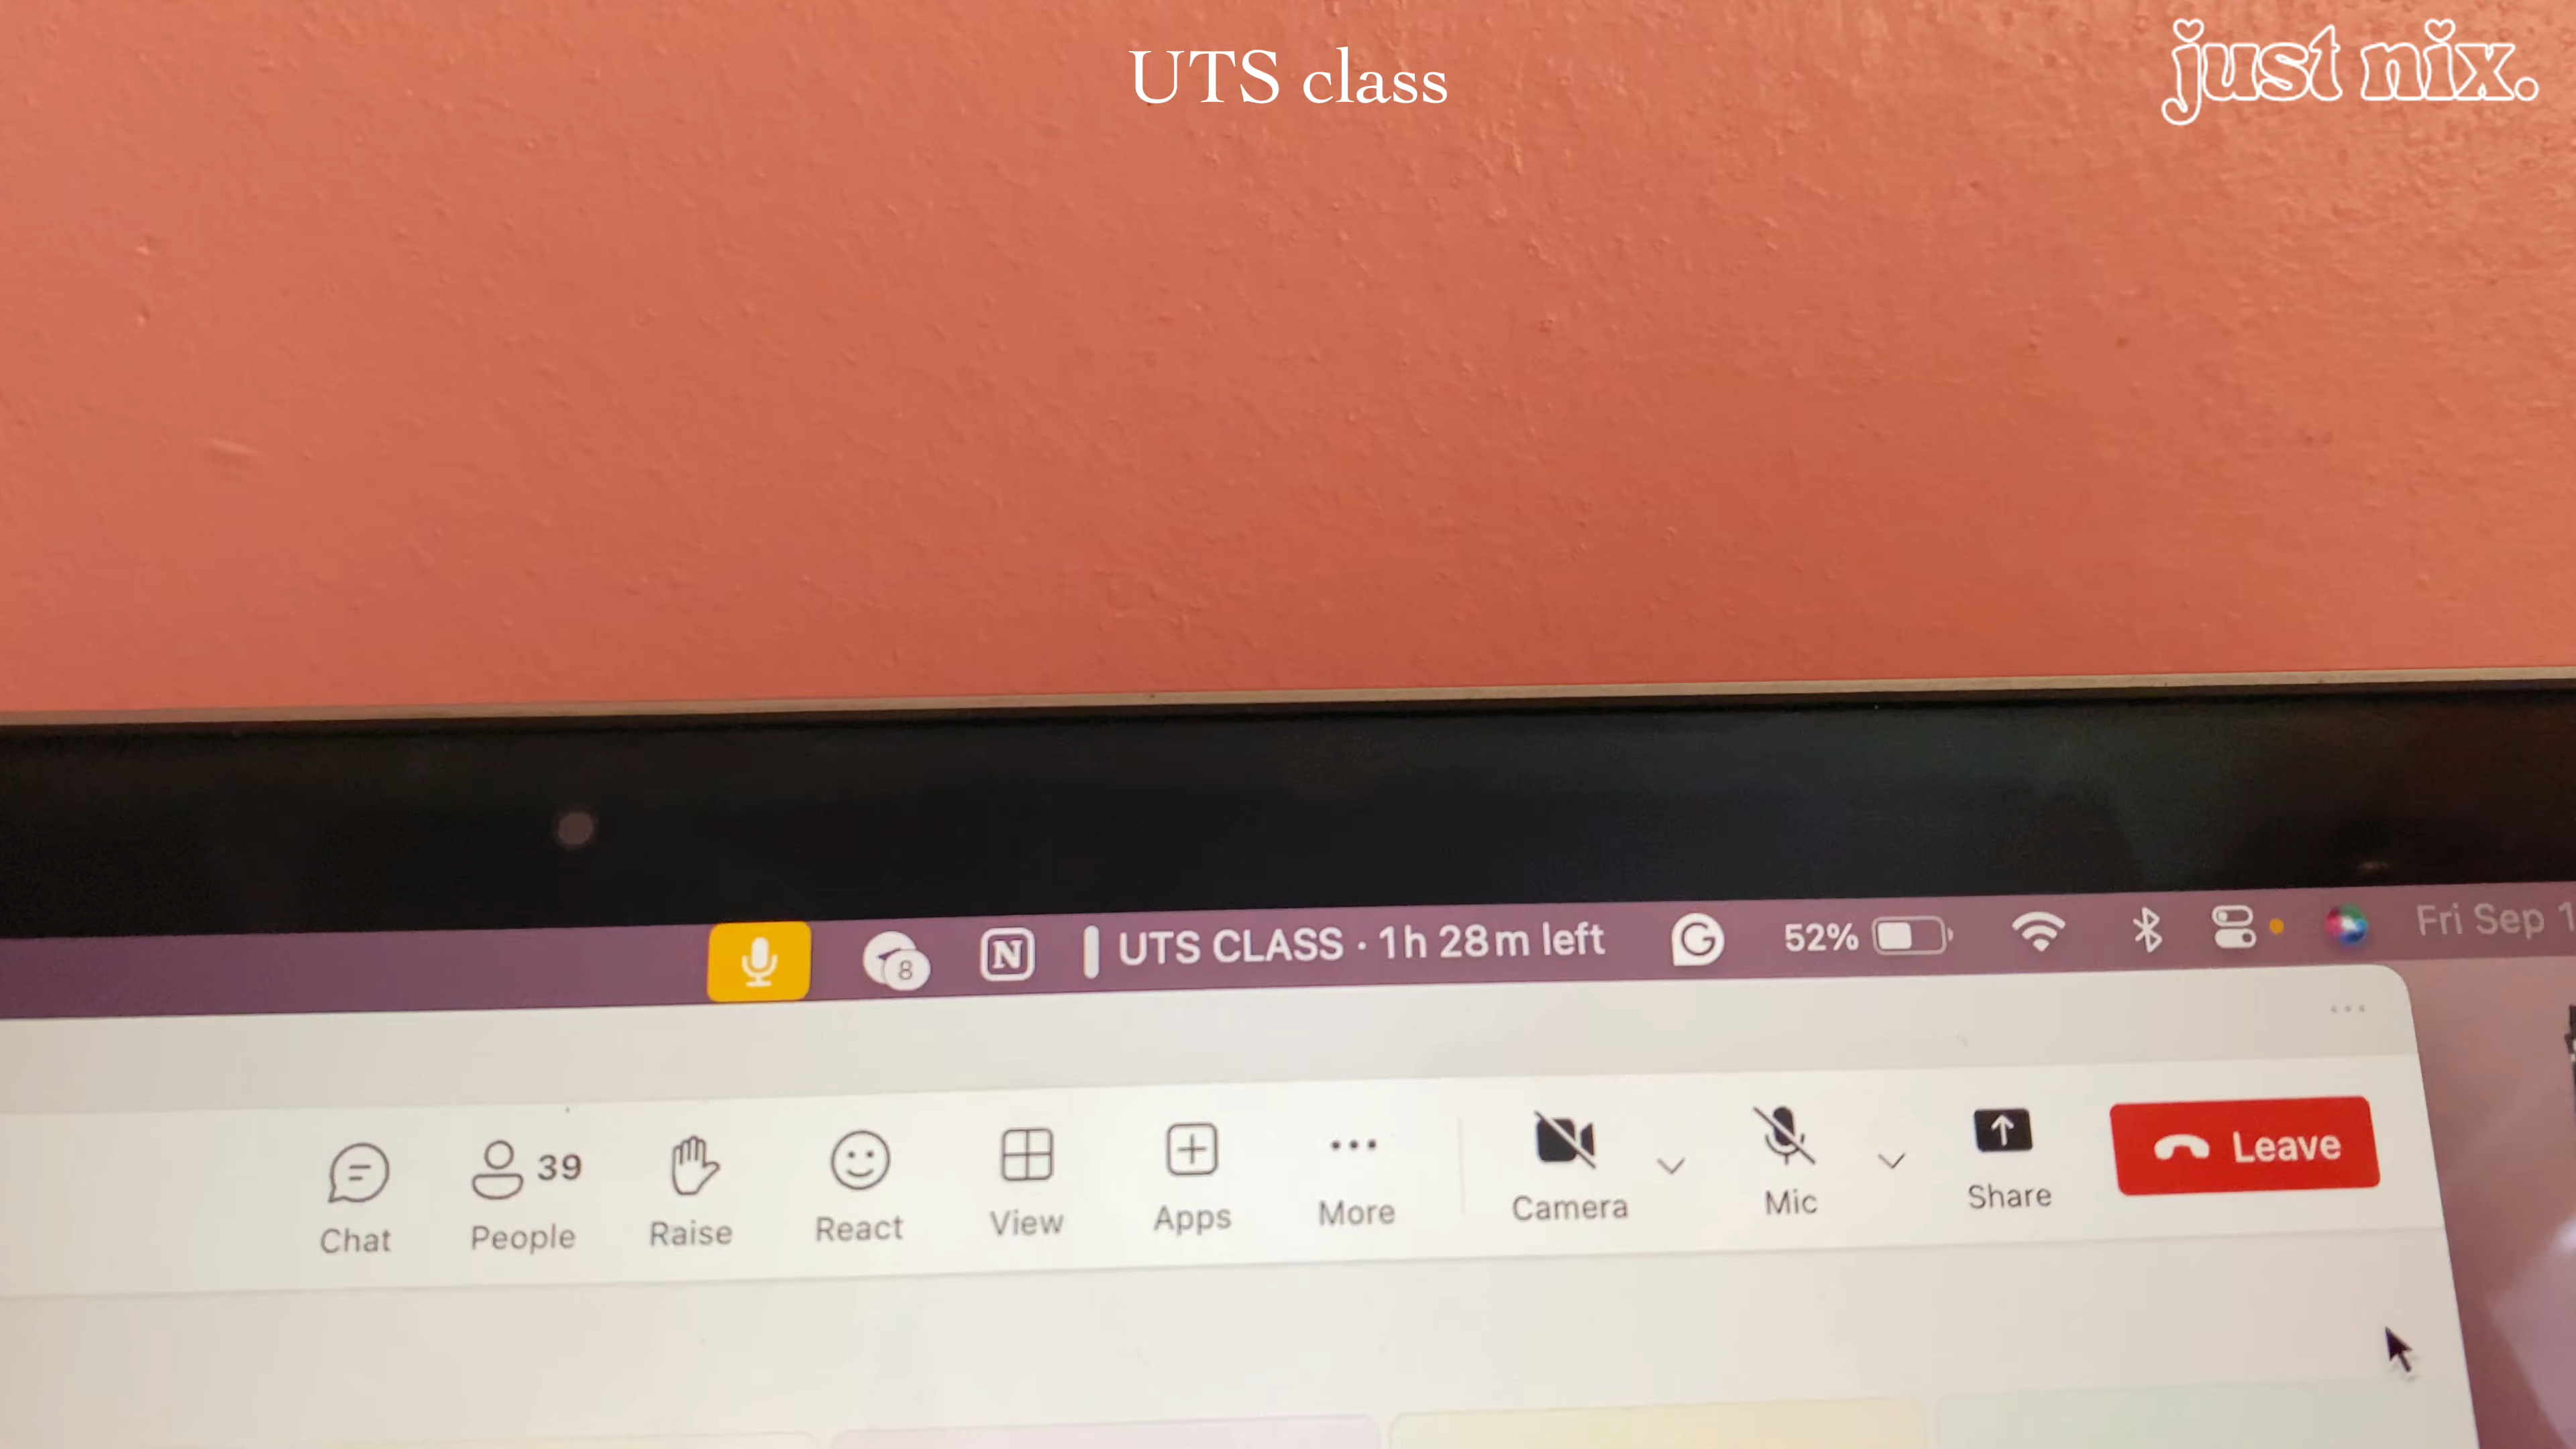 UTS class
just nix.
8
N
UTS CLASS · 1h 28m left
G
52%
Fri Sep 1
39
Chat
People
Raise
React
View
Apps
More
Camera
Mic
Share
Leave